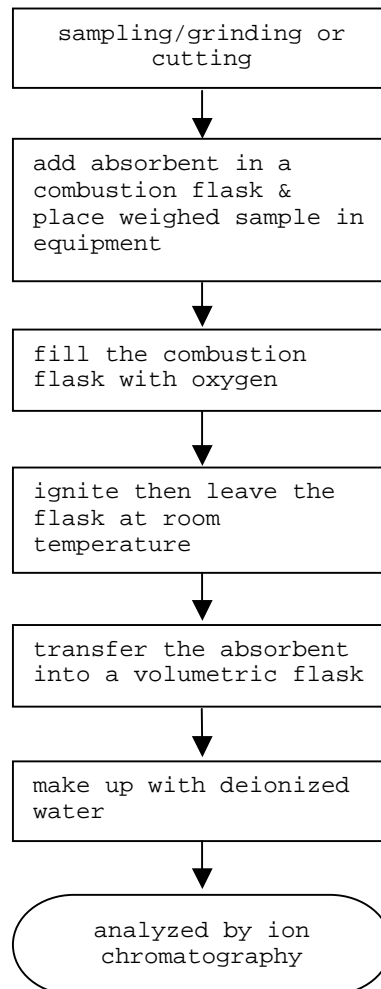 sampling/grinding or
cutting
add absorbent in a
combustion flask &
place weighed sample in
equipment
fill the combustion
flask with oxygen
ignite then leave the
flask at room
temperature
transfer the absorbent
into a volumetric flask
make up with deionized
water
analyzed by ion
chromatography